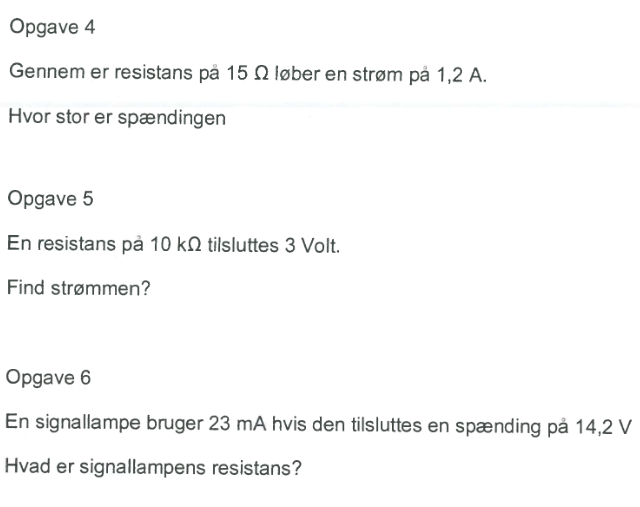 Opgave 4
Gennem er resistans på 15 Ω løber en strøm på 1,2 A.
Hvor stor er spændingen
Opgave 5
En resistans på 10 kΩ tilsluttes 3 Volt.
Find strømmen?
Opgave 6
En signallampe bruger 23 mA hvis den tilsluttes en spænding på 14,2 V
Hvad er signallampens resistans?